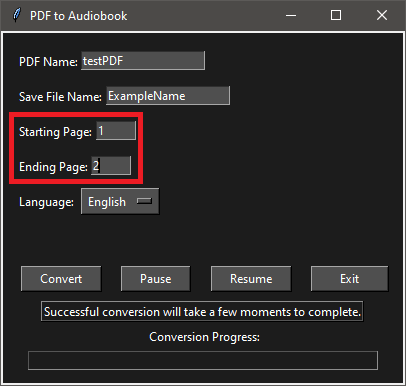 PDF to Audiobook
PDF Name: testPDF
Save File Name: ExampleName
Starting Page: 1
Ending Page: 2
Language: English
Convert Pause Resume Exit
Successful conversion will take a few moments to complete.
Conversion Progress: